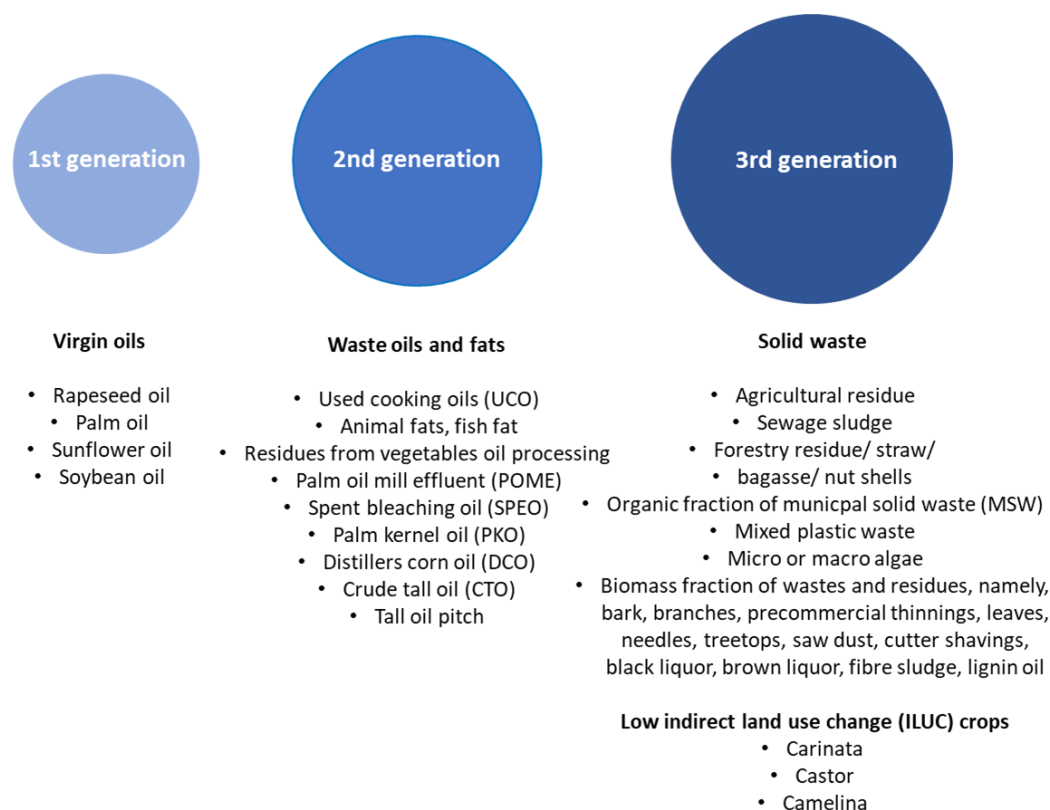 1st generation
2nd generation
3rd generation
Virgin oils
• Rapeseed oil
• Palm oil
• Sunflower oil
• Soybean oil
Waste oils and fats
• Used cooking oils (UCO)
• Animal fats, fish fat
• Residues from vegetables oil processing
• Palm oil mill effluent (POME)
• Spent bleaching oil (SPEO)
• Palm kernel oil (PKO)
• Distillers corn oil (DCO)
• Crude tall oil (CTO)
• Tall oil pitch
Solid waste
• Agricultural residue
• Sewage sludge
• Forestry residue/ straw/
• bagasse/ nut shells
• Organic fraction of municpal solid waste (MSW)
• Mixed plastic waste
• Micro or macro algae
• Biomass fraction of wastes and residues, namely,
bark, branches, precommercial thinnings, leaves,
needles, treetops, saw dust, cutter shavings,
black liquor, brown liquor, fibre sludge, lignin oil
Low indirect land use change (ILUC) crops
• Carinata
• Castor
• Camelina